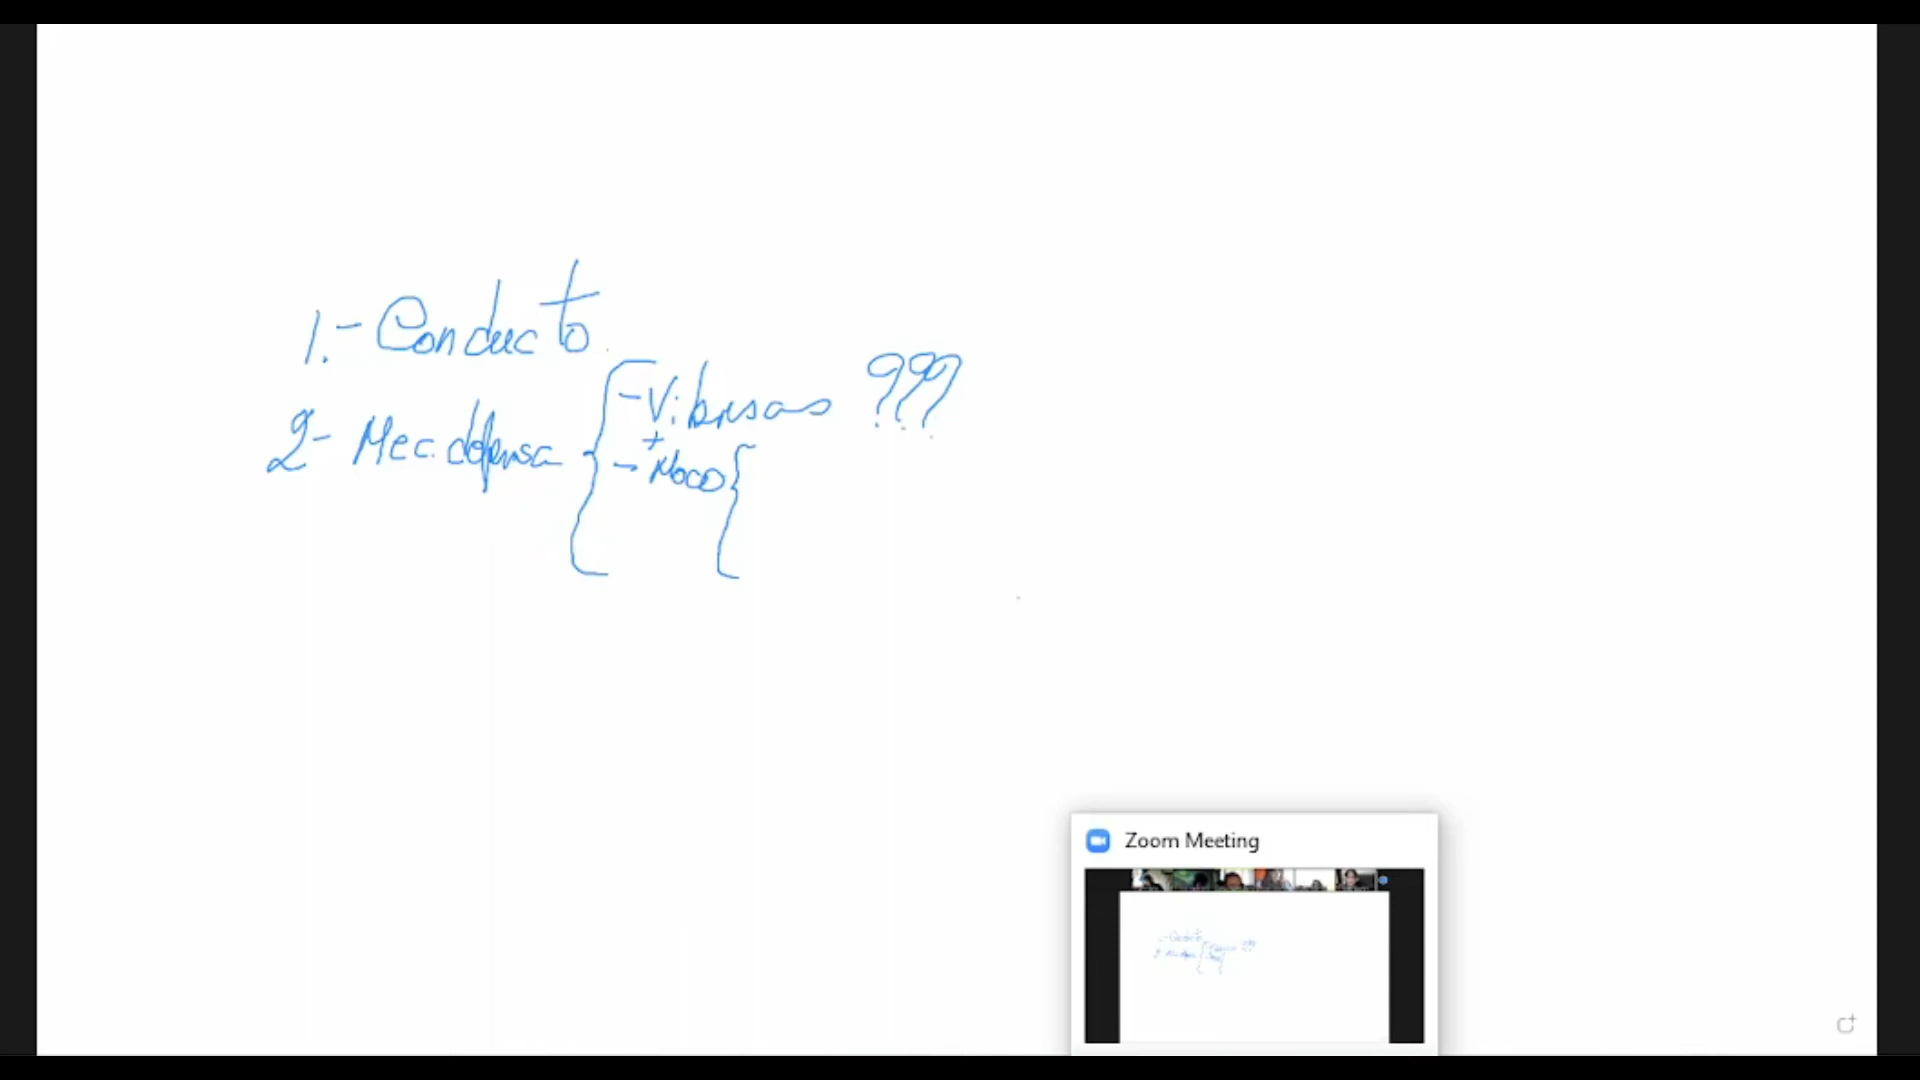 1.- Conducto
- Vibrisas ???
2- Mec. defensa
+
- Moco
Zoom Meeting